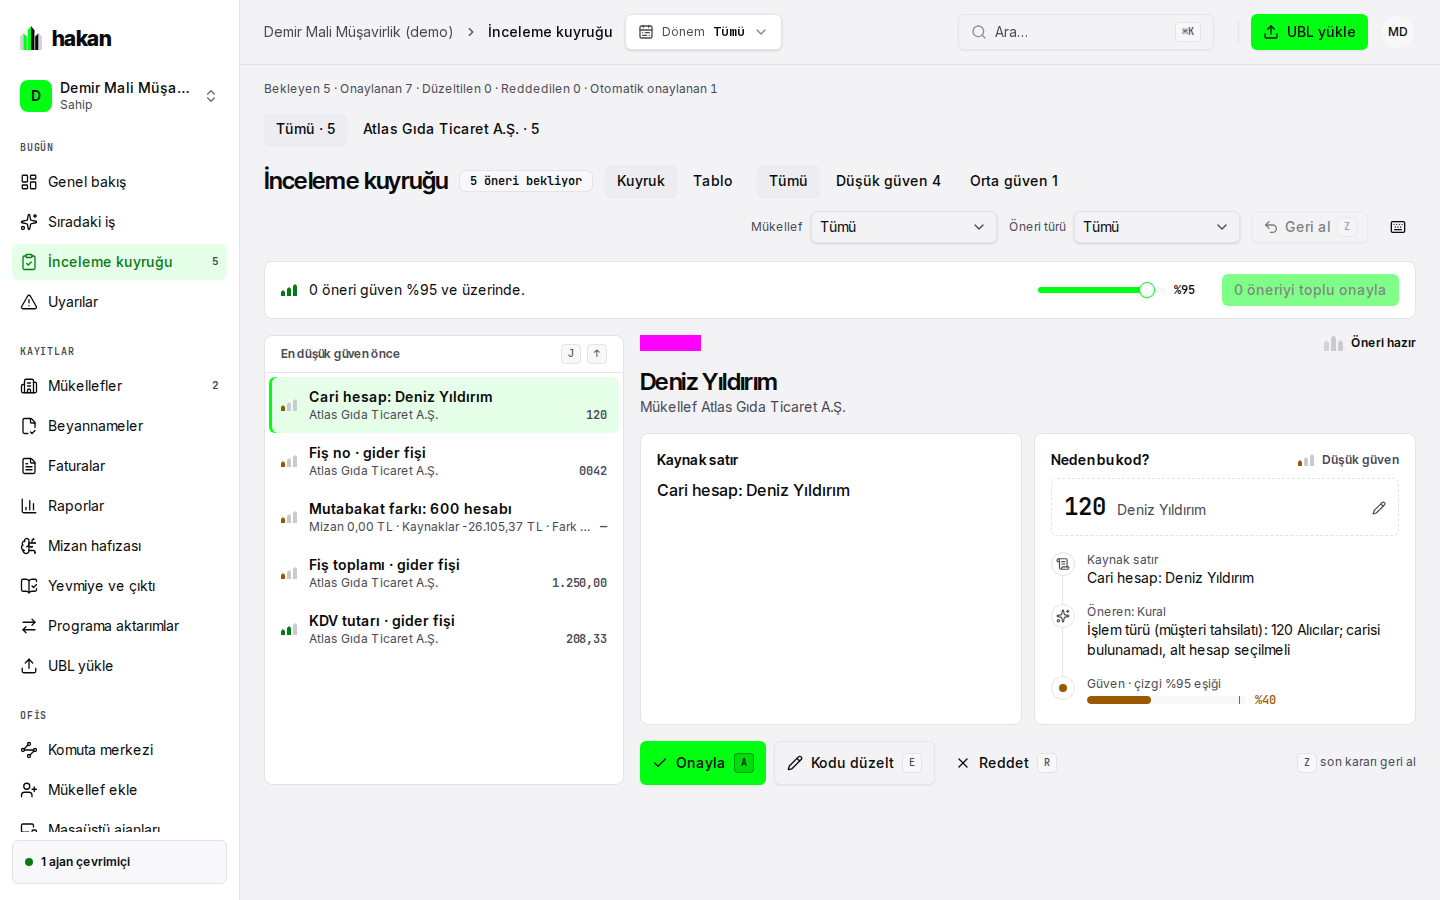 hakan
Demir Mali Müşavirlik (demo) > İnceleme kuyruğu
Dönem Tümü
Ara…
⌘K
UBL yükle
MD
D
Demir Mali Müşa...
Sahip
BUGÜN
Genel bakış
Sıradaki iş
İnceleme kuyruğu 5
Uyarılar
KAYITLAR
Mükellefler 2
Beyannameler
Faturalar
Raporlar
Mizan hafızası
Yevmiye ve çıktı
Programa aktarımlar
UBL yükle
OFİS
Komuta merkezi
Mükellef ekle
Masaüstü ajanları
1 ajan çevrimiçi
Bekleyen 5 · Onaylanan 7 · Düzeltilen 0 · Reddedilen 0 · Otomatik onaylanan 1
Tümü · 5
Atlas Gıda Ticaret A.Ş. · 5
İnceleme kuyruğu
5 öneri bekliyor
Kuyruk
Tablo
Tümü
Düşük güven 4
Orta güven 1
Mükellef Tümü
Öneri türü Tümü
Geri al Z
0 öneri güven %95 ve üzerinde.
%95
0 öneriyi toplu onayla
En düşük güven önce
J ↑
Cari hesap: Deniz Yıldırım
Atlas Gıda Ticaret A.Ş. 120
Fiş no · gider fişi
Atlas Gıda Ticaret A.Ş. 0042
Mutabakat farkı: 600 hesabı
Mizan 0,00 TL · Kaynaklar -26.105,37 TL · Fark ... —
Fiş toplamı · gider fişi
Atlas Gıda Ticaret A.Ş. 1.250,00
KDV tutarı · gider fişi
Atlas Gıda Ticaret A.Ş. 208,33
Öneri hazır
Deniz Yıldırım
Mükellef Atlas Gıda Ticaret A.Ş.
Kaynak satır
Cari hesap: Deniz Yıldırım
Neden bu kod?
Düşük güven
120 Deniz Yıldırım
Kaynak satır
Cari hesap: Deniz Yıldırım
Öneren: Kural
İşlem türü (müşteri tahsilatı): 120 Alıcılar; carisi
bulunamadı, alt hesap seçilmeli
Güven · çizgi %95 eşiği
%40
Onayla A
Kodu düzelt E
Reddet R
Z son kararı geri al